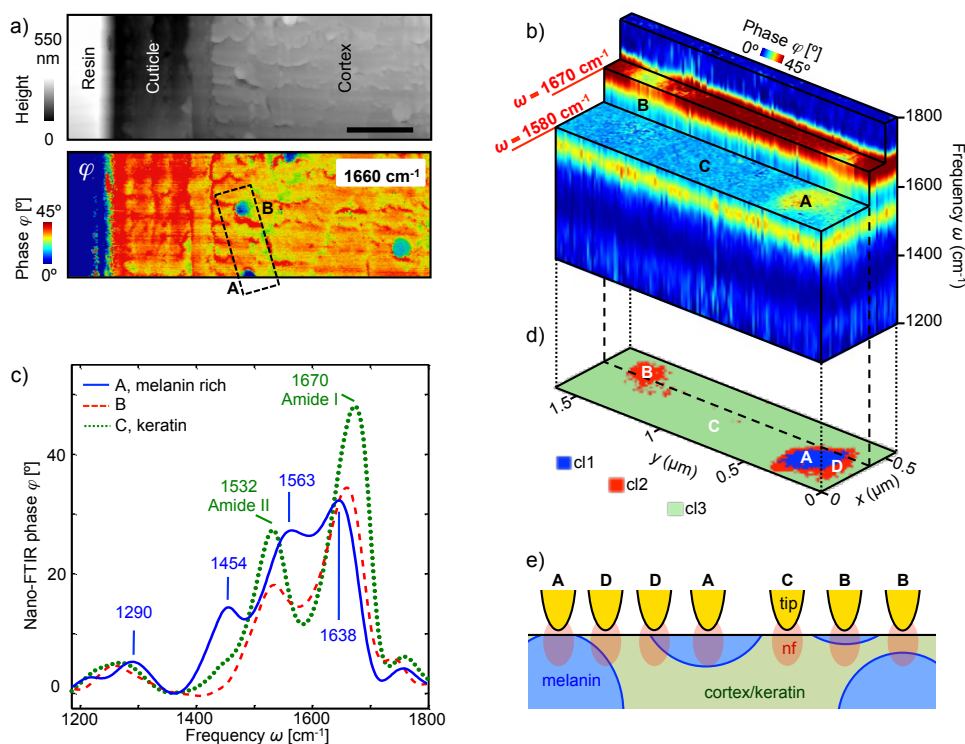 a)
550
nm
Height
0
Resin
Cuticle
Cortex
φ
1660 cm-1
45º
Phase φ [º]
0º
B
A
b)
Phase φ [º]
0º
45º
ω = 1670 cm-1
ω = 1580 cm-1
B
C
A
1800
1600
1400
1200
Frequency ω (cm-1)
c)
A, melanin rich
B
C, keratin
1670
Amide I
1532
Amide II
1563
1454
1290
1638
40
20
0
Nano-FTIR phase φ [º]
1200 1400 1600 1800
Frequency ω [cm-1]
d)
B
C
A
D
1.5
1
0.5
0
y (µm)
0
0.5
x (µm)
cl1
cl2
cl3
e)
A D D A C B B
tip
nf
melanin
cortex/keratin